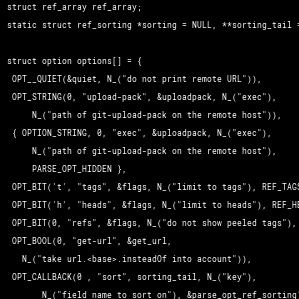 struct ref_array ref_array;
static struct ref_sorting *sorting = NULL, **sorting_tail =
struct option options[] = {
OPT__QUIET(&quiet, N_("do not print remote URL")),
OPT_STRING(0, "upload-pack", &uploadpack, N_("exec"),
N_("path of git-upload-pack on the remote host")),
{ OPTION_STRING, 0, "exec", &uploadpack, N_("exec"),
N_("path of git-upload-pack on the remote host"),
PARSE_OPT_HIDDEN },
OPT_BIT('t', "tags", &flags, N_("limit to tags"), REF_TAGS
OPT_BIT('h', "heads", &flags, N_("limit to heads"), REF_HE
OPT_BIT(0, "refs", &flags, N_("do not show peeled tags"),
OPT_BOOL(0, "get-url", &get_url,
N_("take url.<base>.insteadOf into account")),
OPT_CALLBACK(0 , "sort", sorting_tail, N_("key"),
N_("field name to sort on"), &parse_opt_ref_sorting